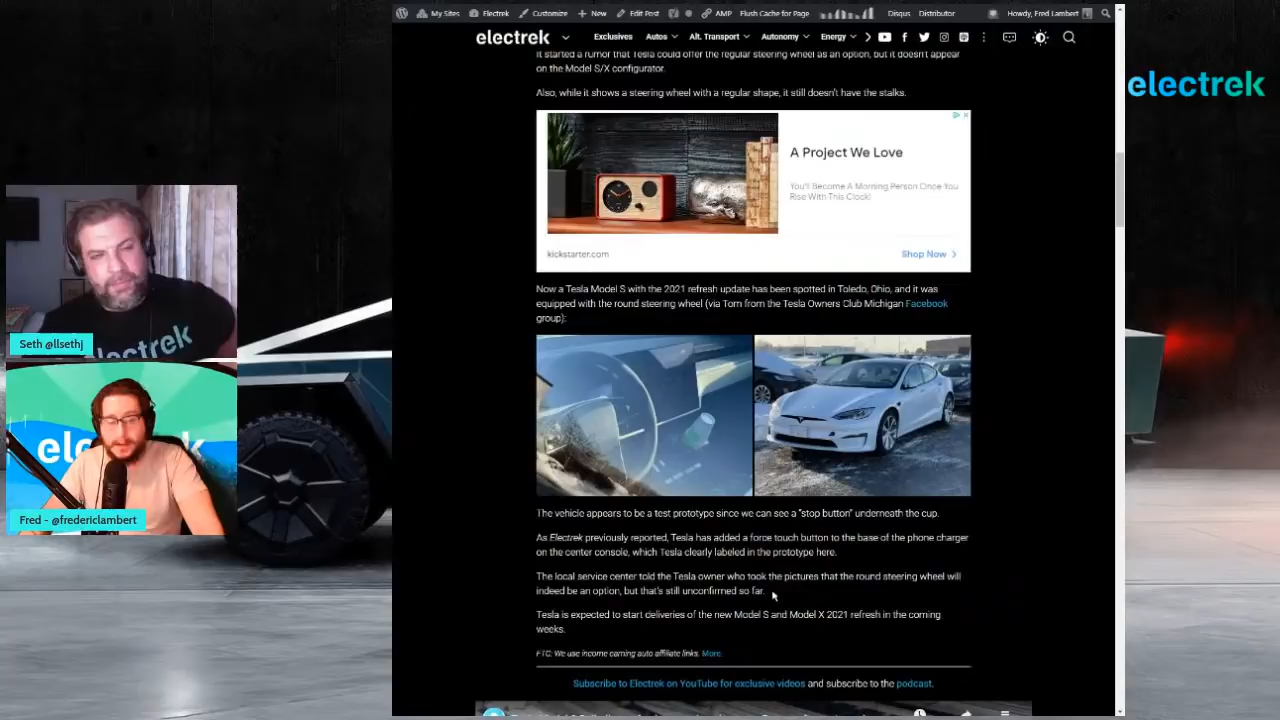 My Sites
Electrek
Customize
New
Edit Post
AMP
Flush Cache for Page
Disqus
Distributor
Howdy, Fred Lambert
electrek
Exclusives
Autos
Alt. Transport
Autonomy
Energy
It started a rumor that Tesla could offer the regular steering wheel as an option, but it doesn't appear
on the Model S/X configurator.
Also, while it shows a steering wheel with a regular shape, it still doesn't have the stalks.
A Project We Love
You'll Become A Morning Person Once You
Rise With This Clock!
kickstarter.com
Shop Now
Now a Tesla Model S with the 2021 refresh update has been spotted in Toledo, Ohio, and it was
equipped with the round steering wheel (via Tom from the Tesla Owners Club Michigan Facebook
group):
The vehicle appears to be a test prototype since we can see a "stop button" underneath the cup.
As Electrek previously reported, Tesla has added a force touch button to the base of the phone charger
on the center console, which Tesla clearly labeled in the prototype here.
The local service center told the Tesla owner who took the pictures that the round steering wheel will
indeed be an option, but that's still unconfirmed so far.
Tesla is expected to start deliveries of the new Model S and Model X 2021 refresh in the coming
weeks.
FTC: We use income earning auto affiliate links. More.
Subscribe to Electrek on YouTube for exclusive videos and subscribe to the podcast.
electrek
electrek
Seth @llsethj
elec k
Fred - @fredericlambert